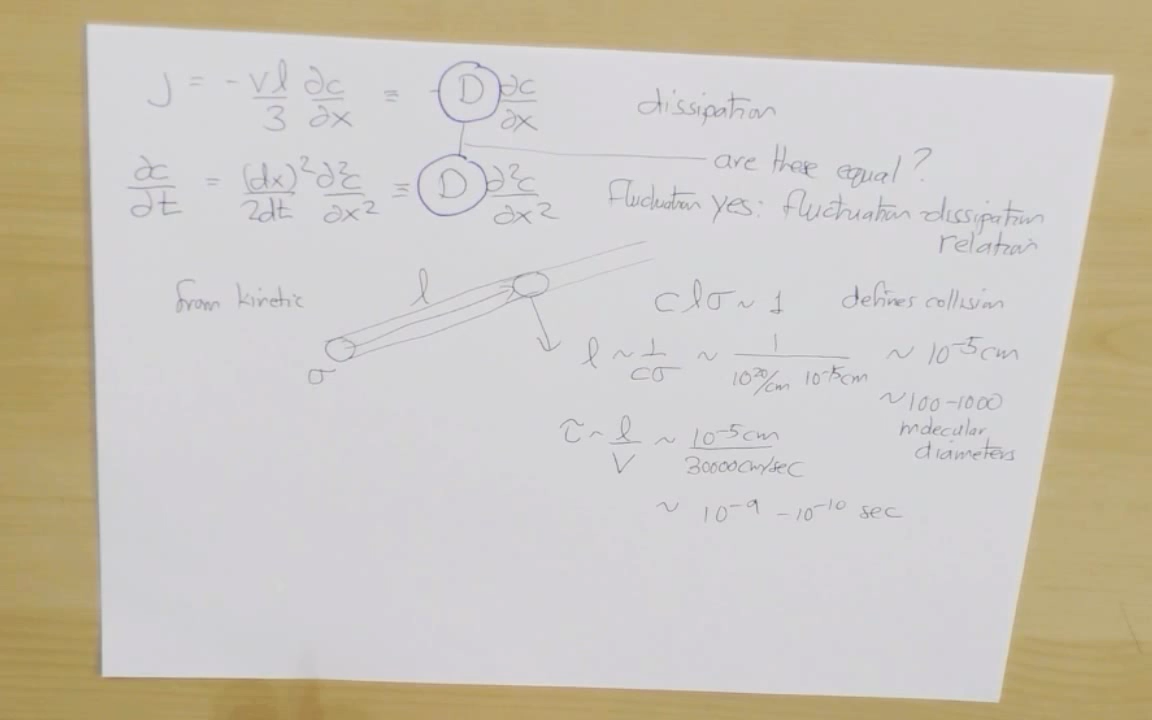 J = -vl/3 ∂c/∂x ≡ -D ∂c/∂x dissipation
are these equal?
∂c/∂t = (dx)²/2dt ∂²c/∂x² ≡ D ∂²c/∂x² Fluctuation yes: fluctuation dissipation
relation
from kinetic l c l σ ~ 1 defines collision
σ l ~ 1/cσ ~ 1/10²⁰/cm 10⁻¹⁵cm ~ 10⁻⁵cm
~100-1000
molecular
diameters
τ ~ l/v ~ 10⁻⁵cm/30000cm/sec
~ 10⁻⁹ - 10⁻¹⁰ sec